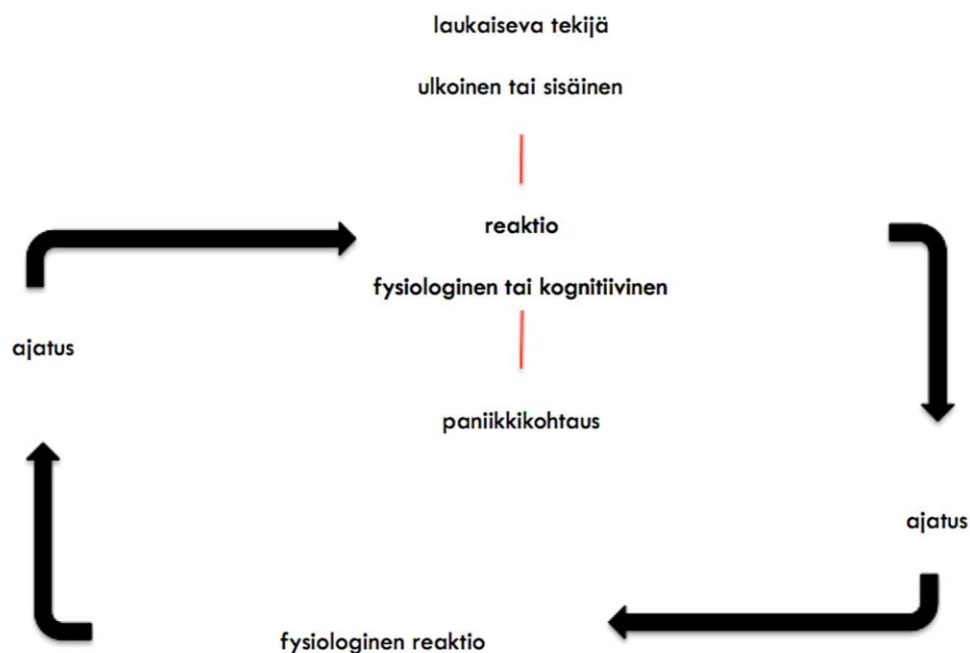 laukaiseva tekijä
ulkoinen tai sisäinen
reaktio
fysiologinen tai kognitiivinen
ajatus
paniikkikohtaus
ajatus
fysiologinen reaktio